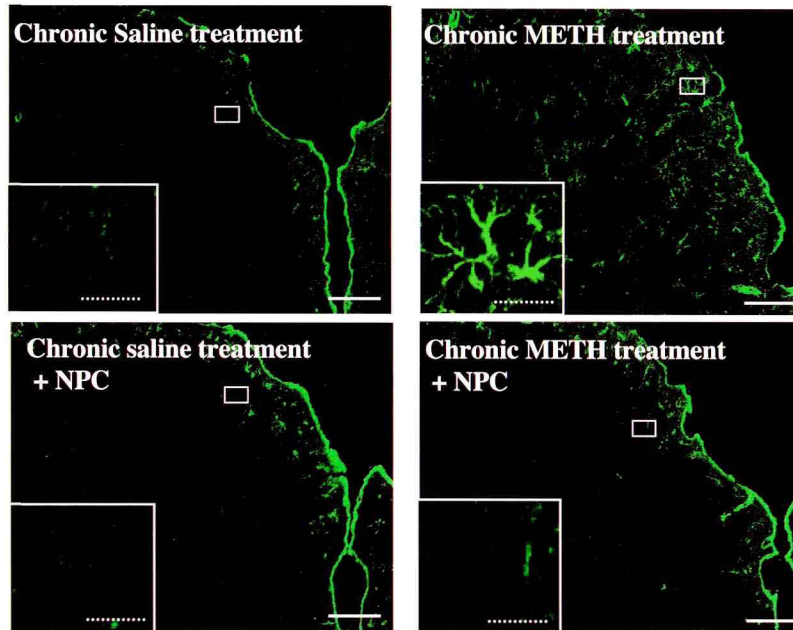 Chronic Saline treatment
Chronic METH treatment
Chronic saline treatment
+ NPC
Chronic METH treatment
+ NPC